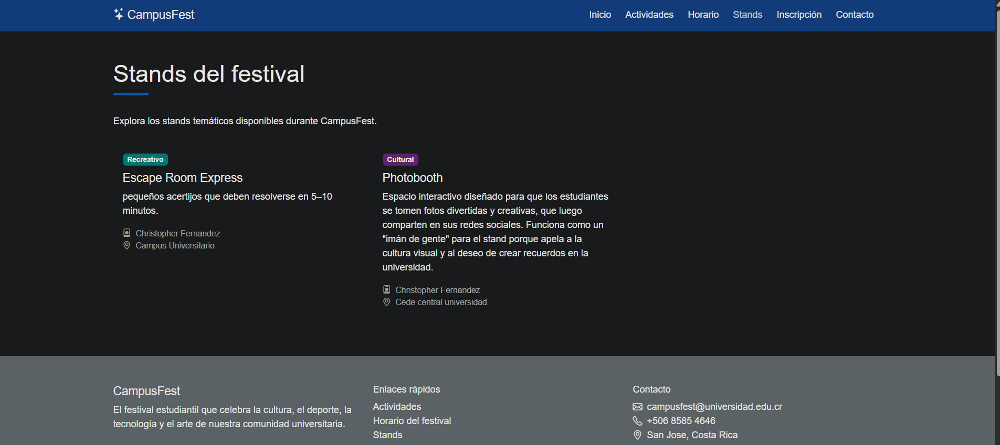 CampusFest
Inicio
Actividades
Horario
Stands
Inscripción
Contacto
Stands del festival
Explora los stands temáticos disponibles durante CampusFest.
Recreativo
Escape Room Express
pequeños acertijos que deben resolverse en 5–10
minutos.
Christopher Fernandez
Campus Universitario
Cultural
Photobooth
Espacio interactivo diseñado para que los estudiantes
se tomen fotos divertidas y creativas, que luego
comparten en sus redes sociales. Funciona como un
"imán de gente" para el stand porque apela a la
cultura visual y al deseo de crear recuerdos en la
universidad.
Christopher Fernandez
Cede central universidad
CampusFest
El festival estudiantil que celebra la cultura, el deporte, la
tecnología y el arte de nuestra comunidad universitaria.
Enlaces rápidos
Actividades
Horario del festival
Stands
Contacto
campusfest@universidad.edu.cr
+506 8585 4646
San Jose, Costa Rica